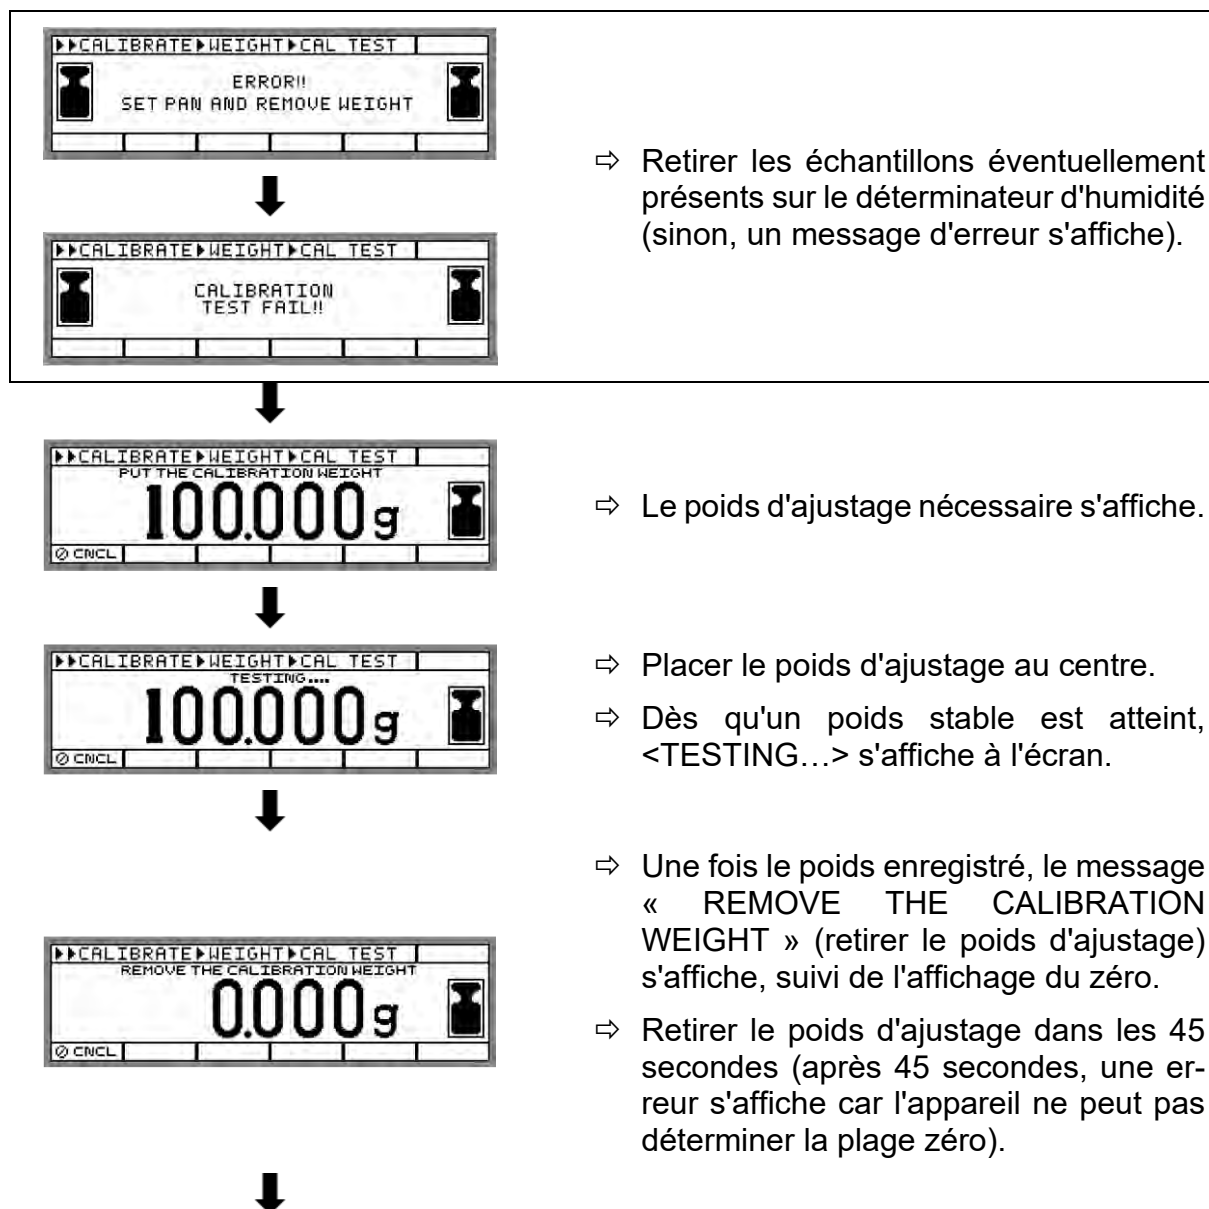 ▶▶CALIBRATE▶WEIGHT▶CAL TEST
ERROR!!
SET PAN AND REMOVE WEIGHT
▶▶CALIBRATE▶WEIGHT▶CAL TEST
CALIBRATION
TEST FAIL!!
⇨ Retirer les échantillons éventuellement
présents sur le déterminateur d'humidité
(sinon, un message d'erreur s'affiche).
▶▶CALIBRATE▶WEIGHT▶CAL TEST
PUT THE CALIBRATION WEIGHT
100.000g
⊘ CNCL
⇨ Le poids d'ajustage nécessaire s'affiche.
▶▶CALIBRATE▶WEIGHT▶CAL TEST
TESTING....
100.000g
⊘ CNCL
⇨ Placer le poids d'ajustage au centre.
⇨ Dès qu'un poids stable est atteint,
<TESTING…> s'affiche à l'écran.
▶▶CALIBRATE▶WEIGHT▶CAL TEST
REMOVE THE CALIBRATION WEIGHT
0.000g
⊘ CNCL
⇨ Une fois le poids enregistré, le message
« REMOVE THE CALIBRATION
WEIGHT » (retirer le poids d'ajustage)
s'affiche, suivi de l'affichage du zéro.
⇨ Retirer le poids d'ajustage dans les 45
secondes (après 45 secondes, une er-
reur s'affiche car l'appareil ne peut pas
déterminer la plage zéro).